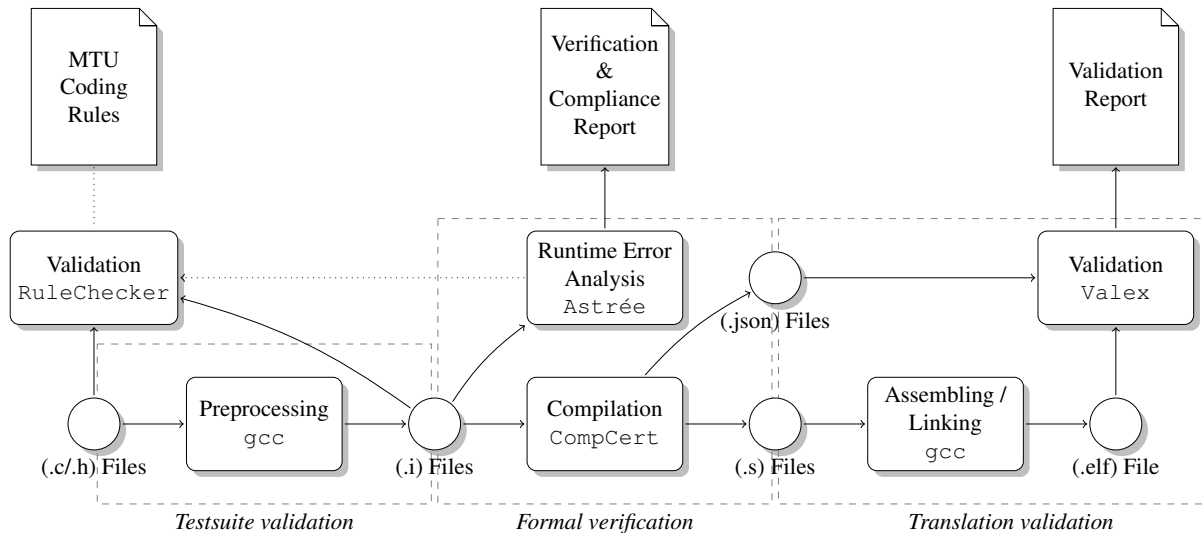 MTU
Coding
Rules
Verification
&
Compliance
Report
Validation
Report
Validation
RuleChecker
Runtime Error
Analysis
Astrée
(.json) Files
Validation
Valex
(.c/.h) Files
Preprocessing
gcc
(.i) Files
Compilation
CompCert
(.s) Files
Assembling /
Linking
gcc
(.elf) File
Testsuite validation
Formal verification
Translation validation